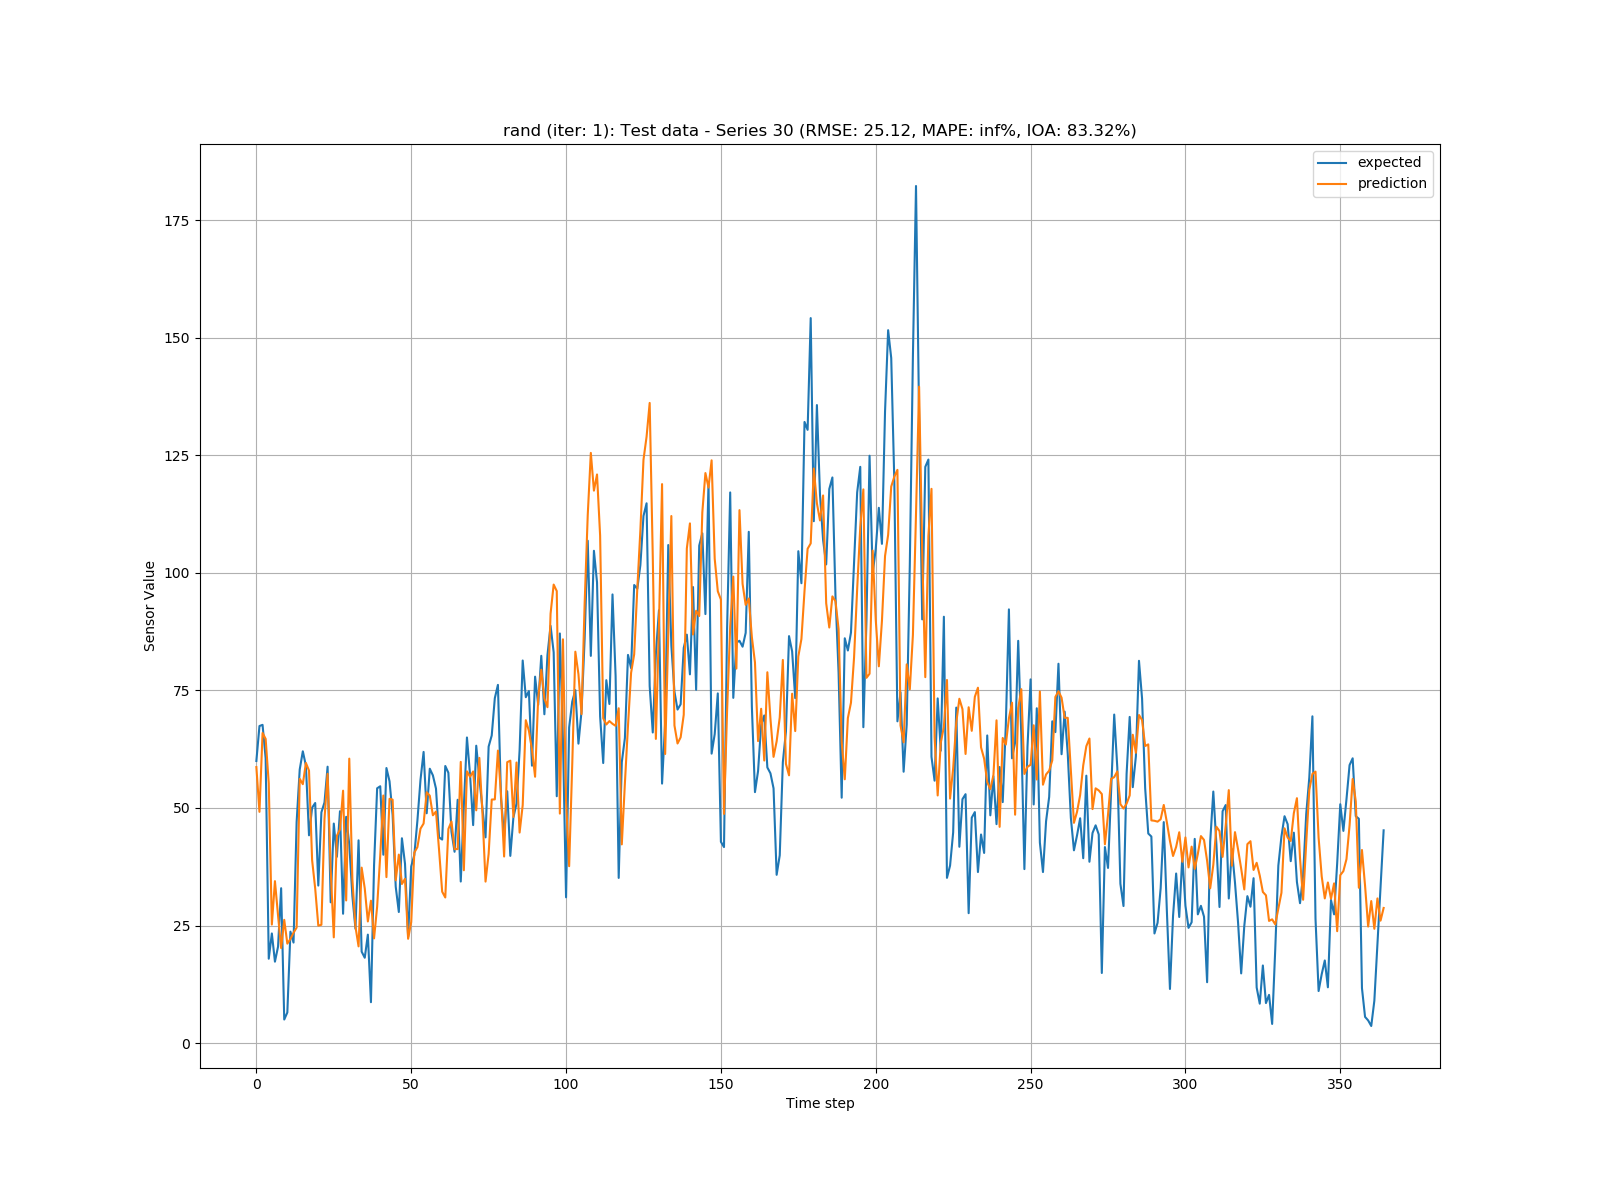 rand (iter: 1): Test data - Series 30 (RMSE: 25.12, MAPE: inf%, IOA: 83.32%)
expected
prediction
175
150
125
100
75
50
25
0
Sensor Value
0 50 100 150 200 250 300 350
Time step